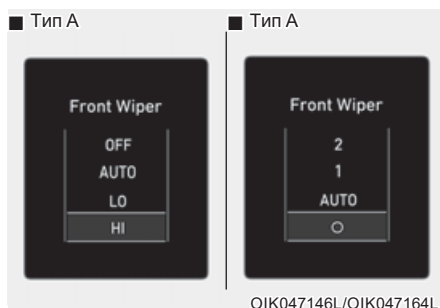 ■ Тип A
Front Wiper
OFF
AUTO
LO
HI
■ Тип A
Front Wiper
2
1
AUTO
O
OIK047146L/OIK047164L